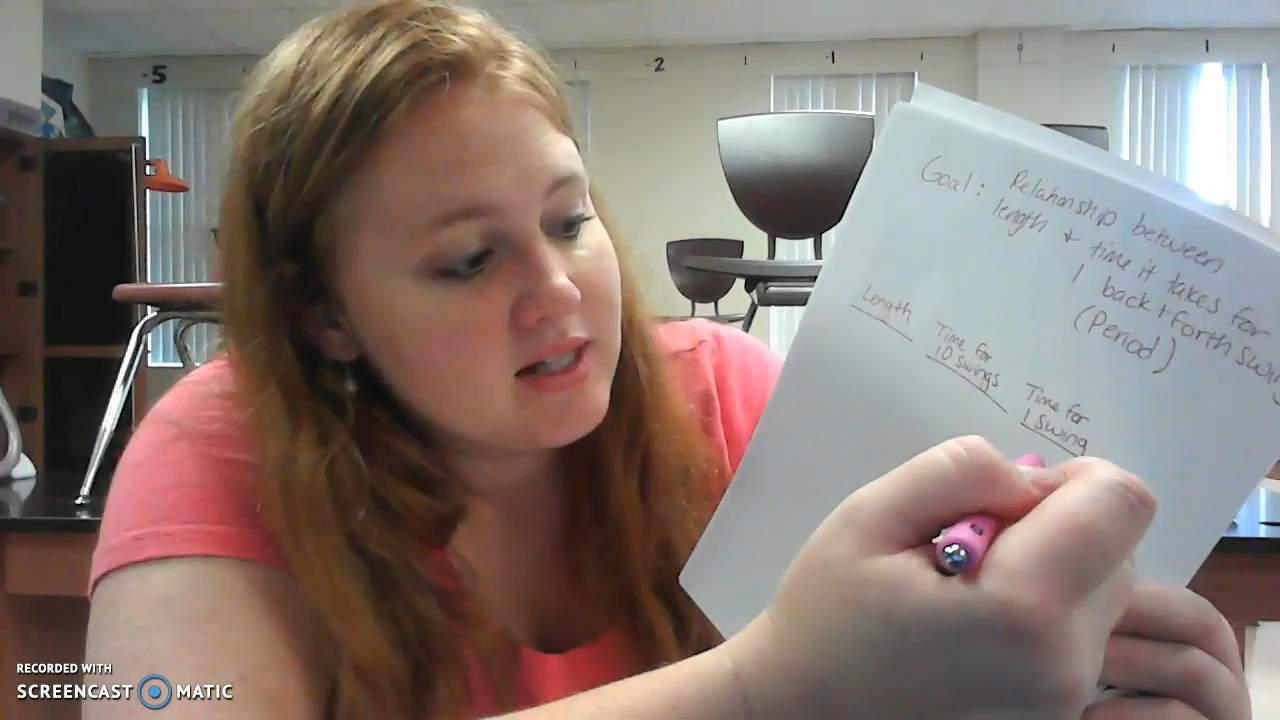 -5
-2
-1
0
1
Goal: Relationship between
length + time it takes for
1 back + forth swing
(Period)
Length
Time for
10 swings
Time for
1 swing
RECORDED WITH
SCREENCAST MATIC